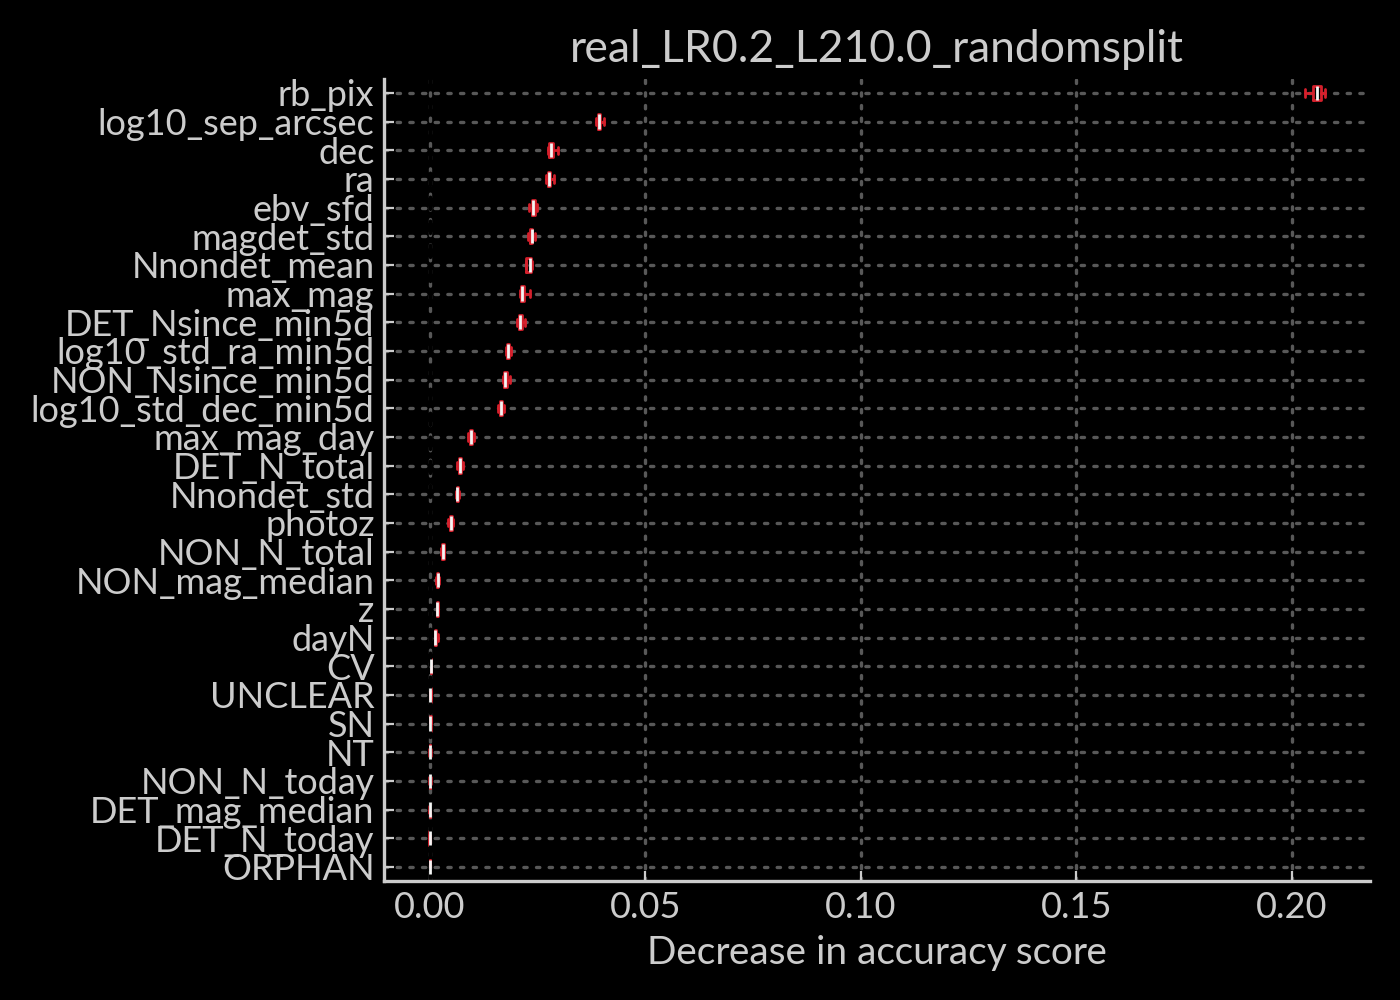 real_LR0.2_L210.0_randomsplit
rb_pix
log10_sep_arcsec
dec
ra
ebv_sfd
magdet_std
Nnondet_mean
max_mag
DET_Nsince_min5d
log10_std_ra_min5d
NON_Nsince_min5d
log10_std_dec_min5d
max_mag_day
DET_N_total
Nnondet_std
photoz
NON_N_total
NON_mag_median
z
dayN
CV
UNCLEAR
SN
NT
NON_N_today
DET_mag_median
DET_N_today
ORPHAN
0.00 0.05 0.10 0.15 0.20
Decrease in accuracy score